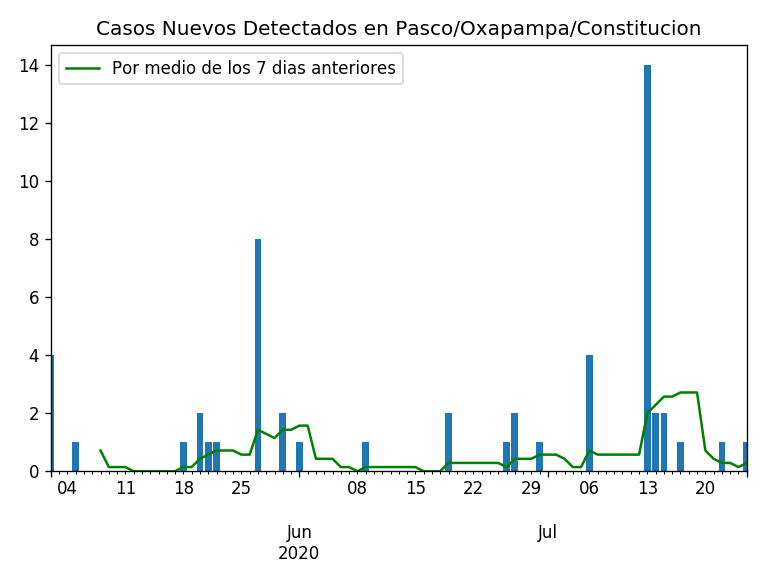 Casos Nuevos Detectados en Pasco/Oxapampa/Constitucion
Por medio de los 7 dias anteriores
14
12
10
8
6
4
2
0
04 11 18 25 08 15 22 29 06 13 20
Jun Jul
2020